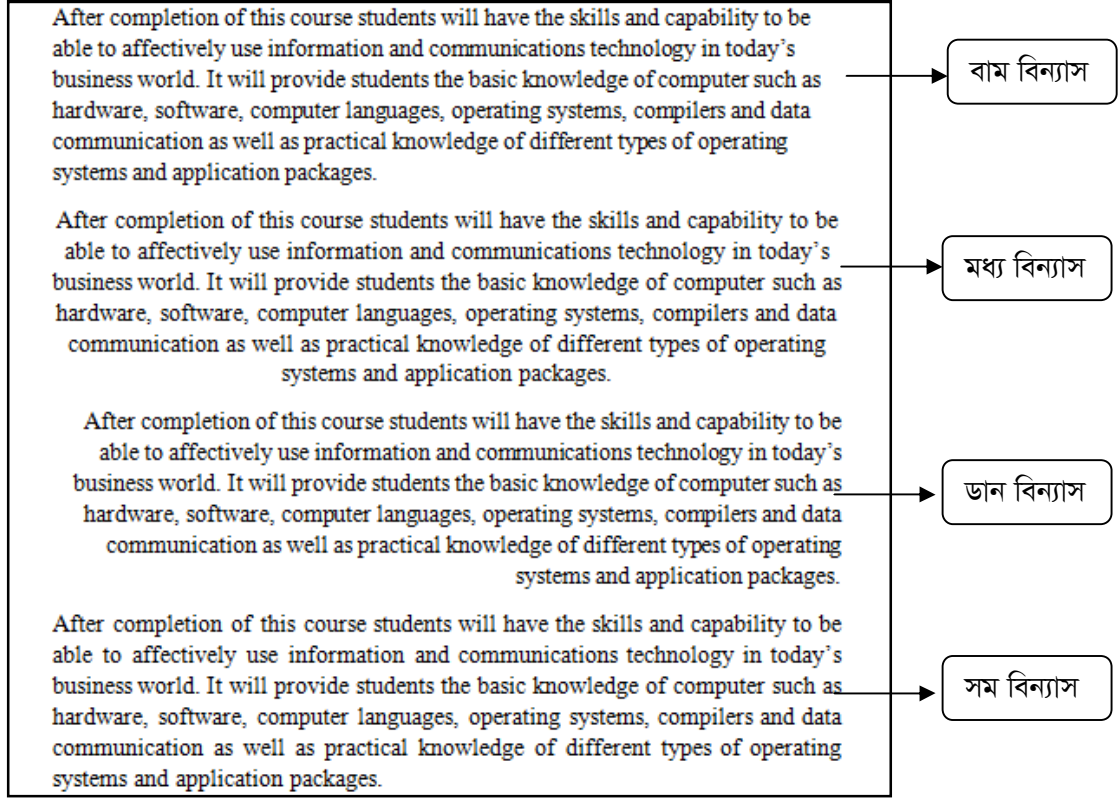 After completion of this course students will have the skills and capability to be
able to affectively use information and communications technology in today's
business world. It will provide students the basic knowledge of computer such as
hardware, software, computer languages, operating systems, compilers and data
communication as well as practical knowledge of different types of operating
systems and application packages.
বাম বিন্যাস
After completion of this course students will have the skills and capability to be
able to affectively use information and communications technology in today's
business world. It will provide students the basic knowledge of computer such as
hardware, software, computer languages, operating systems, compilers and data
communication as well as practical knowledge of different types of operating
systems and application packages.
মধ্য বিন্যাস
After completion of this course students will have the skills and capability to be
able to affectively use information and communications technology in today's
business world. It will provide students the basic knowledge of computer such as
hardware, software, computer languages, operating systems, compilers and data
communication as well as practical knowledge of different types of operating
systems and application packages.
ডান বিন্যাস
After completion of this course students will have the skills and capability to be
able to affectively use information and communications technology in today's
business world. It will provide students the basic knowledge of computer such as
hardware, software, computer languages, operating systems, compilers and data
communication as well as practical knowledge of different types of operating
systems and application packages.
সম বিন্যাস